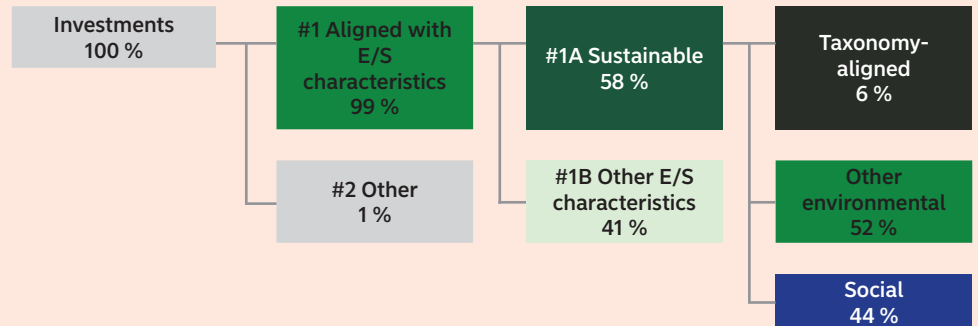 Investments
100 %
#1 Aligned with
E/S
characteristics
99 %
#2 Other
1 %
#1A Sustainable
58 %
#1B Other E/S
characteristics
41 %
Taxonomy-
aligned
6 %
Other
environmental
52 %
Social
44 %